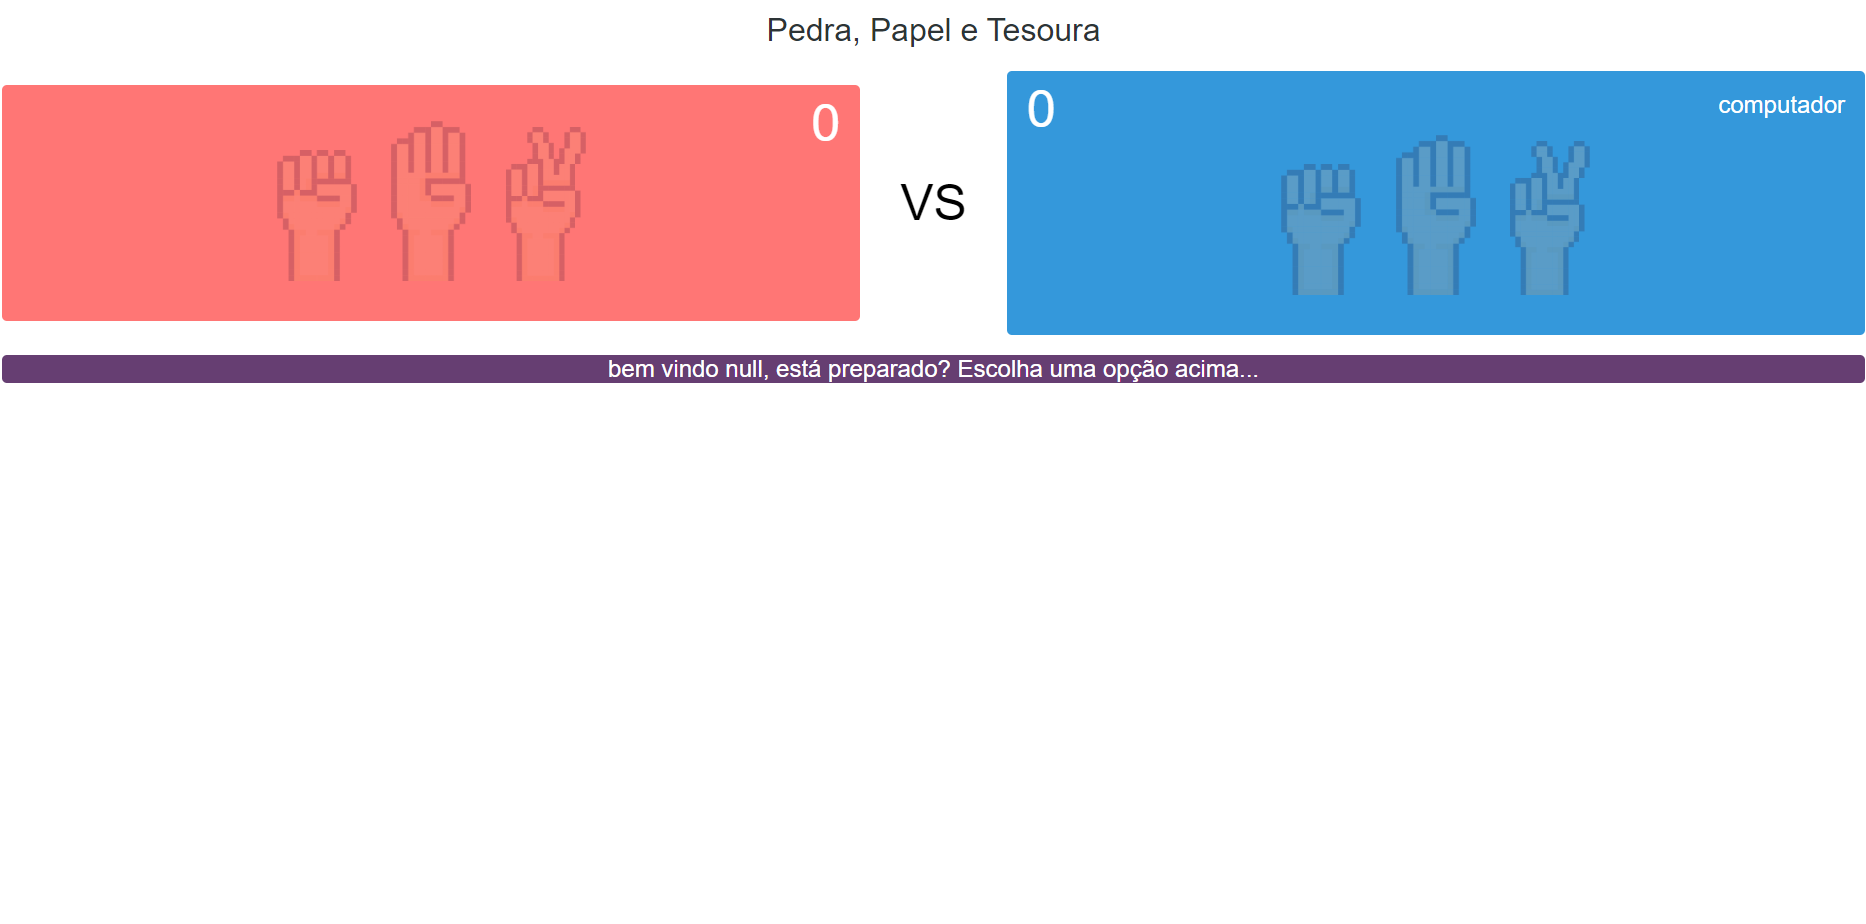 Pedra, Papel e Tesoura
0
VS
0
computador
bem vindo null, está preparado? Escolha uma opção acima...